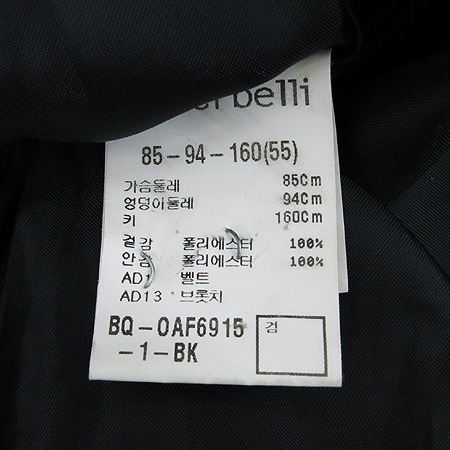 belli
85-94-160(55)
가슴둘레 85Cm
엉덩이둘레 94Cm
키 160Cm
겉감 폴리에스터 100%
안감 폴리에스터 100%
AD1 벨트
AD13 브롯치
BQ-0AF6915
-1-BK
검